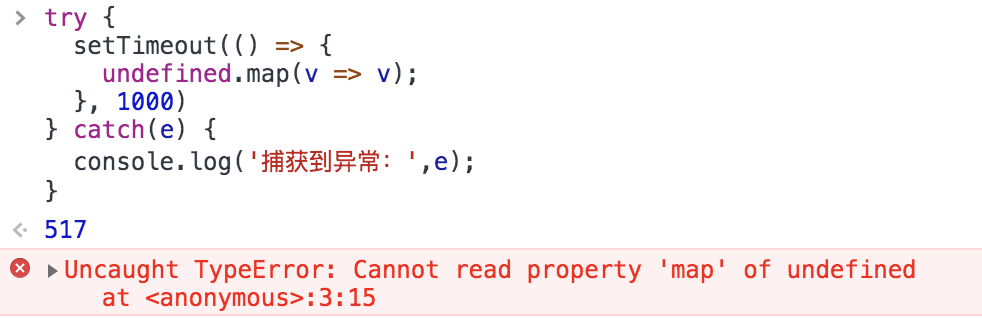 try {
  setTimeout(() => {
    undefined.map(v => v);
  }, 1000)
} catch(e) {
  console.log('捕获到异常：',e);
}
517
Uncaught TypeError: Cannot read property 'map' of undefined
    at <anonymous>:3:15